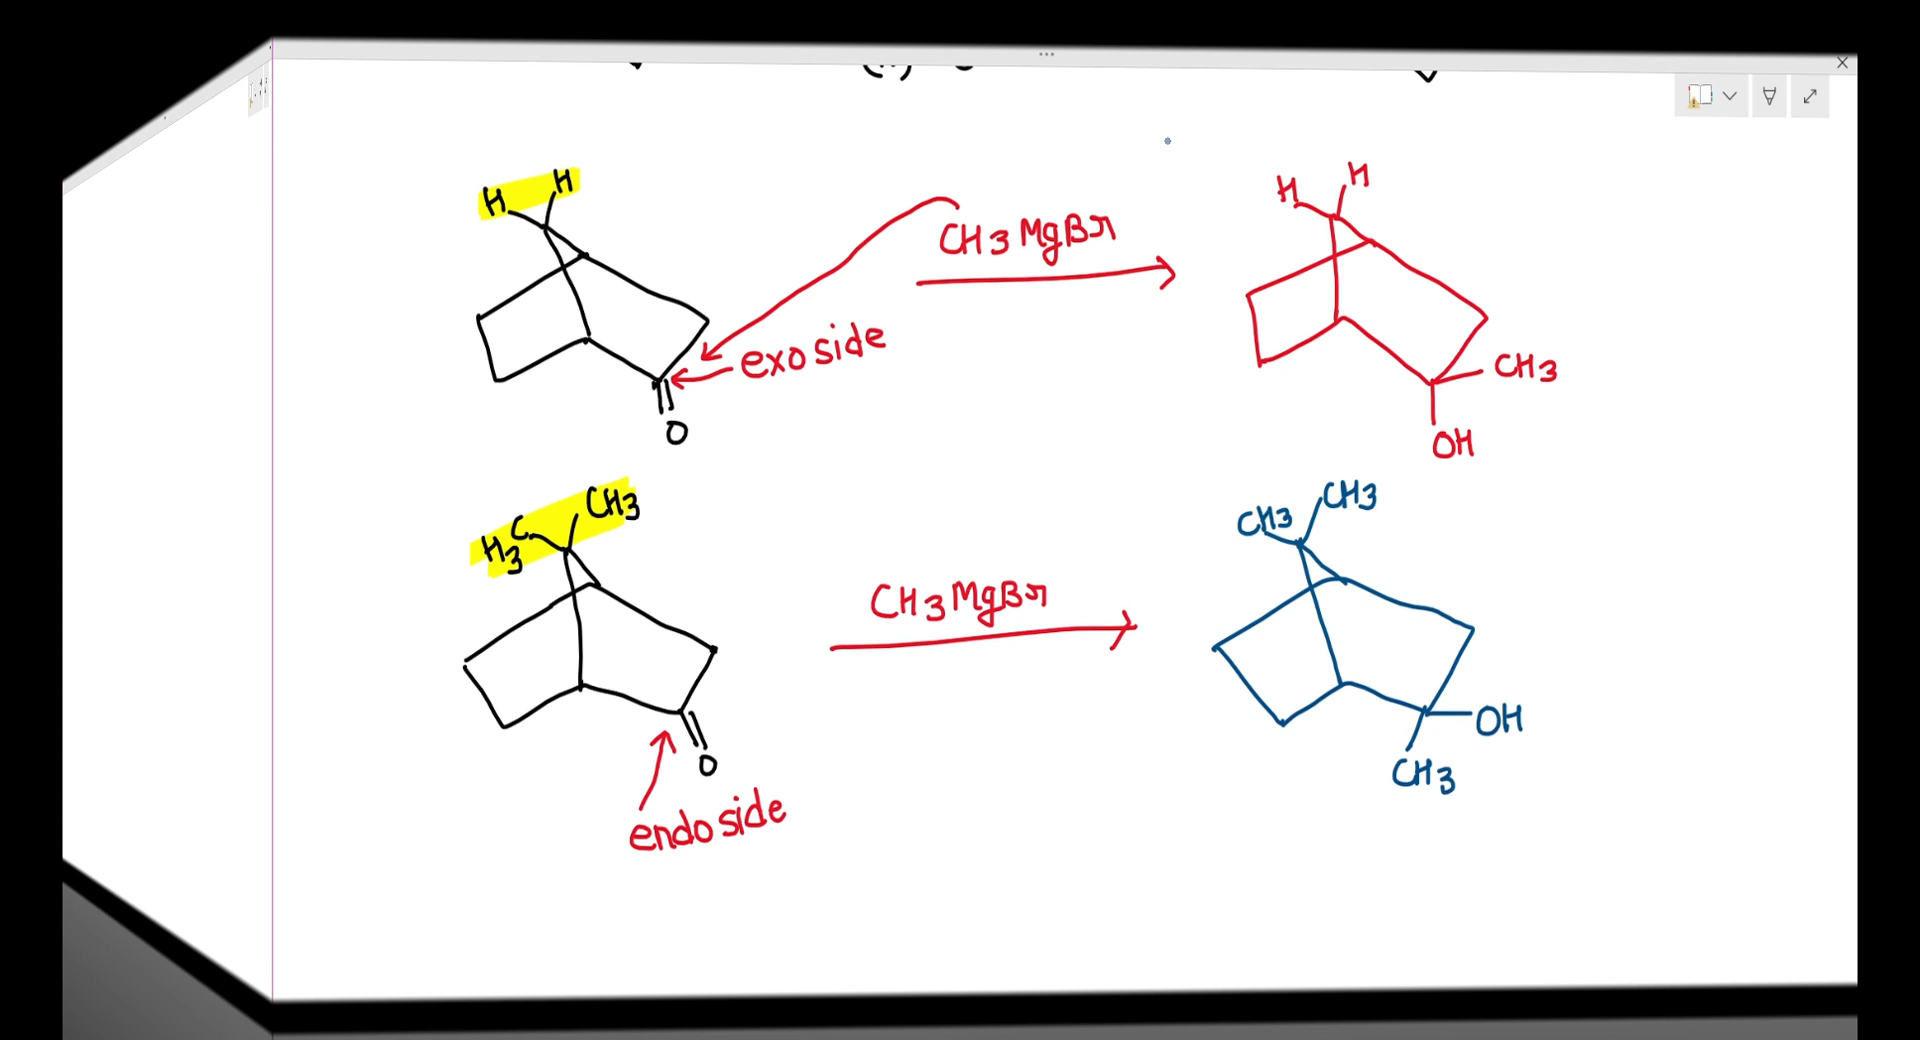 H H
CH3MgBr
exo side
O
H H
CH3
OH
H3C CH3
CH3MgBr
O
endo side
CH3 CH3
OH
CH3